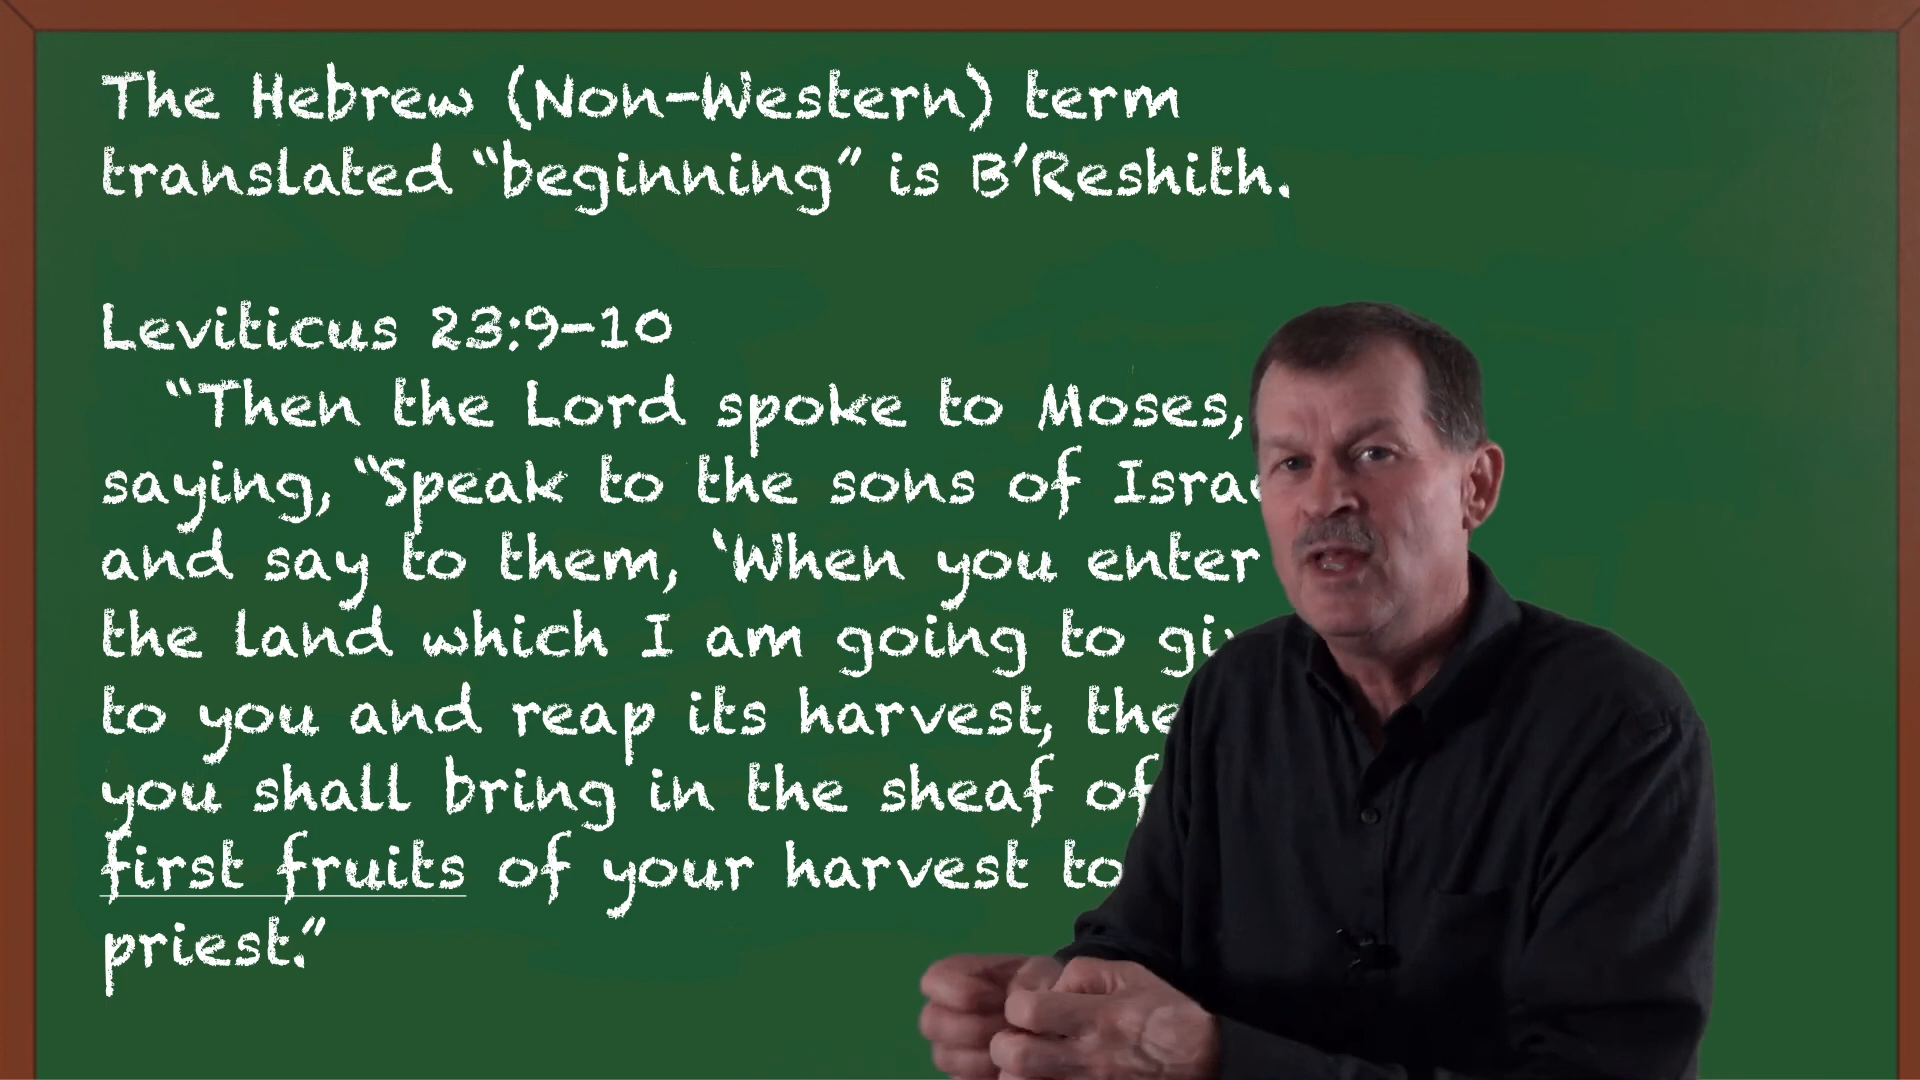 The Hebrew (Non-Western) term
translated “beginning” is B’Reshith.
Leviticus 23:9-10
“Then the Lord spoke to Moses,
saying, “Speak to the sons of
and say to them, ‘When you enter
the land which I am going to
to you and reap its harvest,
you shall bring in the sheaf of
first fruits of your harvest to
priest.”